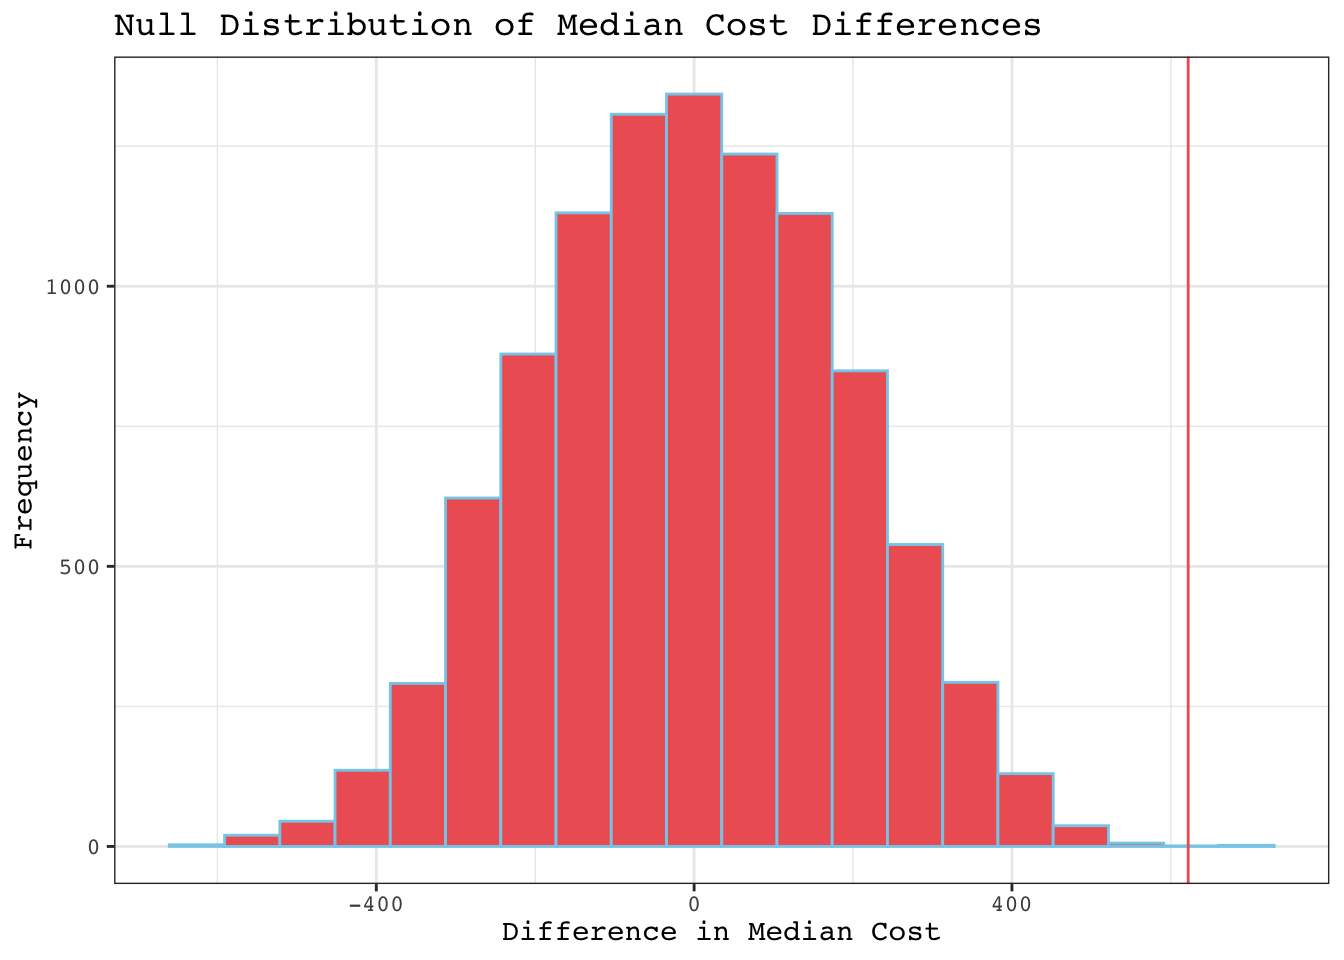 Null Distribution of Median Cost Differences
Frequency
1000
500
0
-400 0 400
Difference in Median Cost